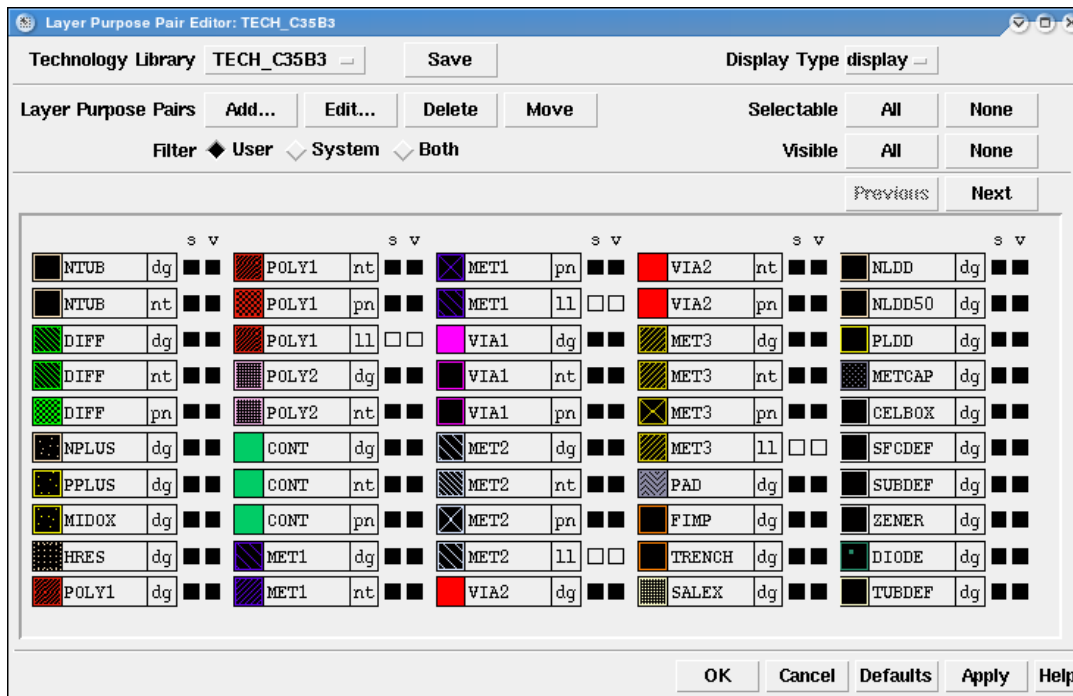 Layer Purpose Pair Editor: TECH_C35B3
Technology Library TECH_C35B3 Save Display Type display
Layer Purpose Pairs Add... Edit... Delete Move Selectable All None
Filter User System Both Visible All None
Previous Next
s v s v s v s v s v
NTUB dg POLY1 nt MET1 pn VIA2 nt NLDD dg
NTUB nt POLY1 pn MET1 ll VIA2 pn NLDD50 dg
DIFF dg POLY1 ll VIA1 dg MET3 dg PLDD dg
DIFF nt POLY2 dg VIA1 nt MET3 nt METCAP dg
DIFF pn POLY2 nt VIA1 pn MET3 pn CELBOX dg
NPLUS dg CONT dg MET2 dg MET3 ll SFCDEF dg
PPLUS dg CONT nt MET2 nt PAD dg SUBDEF dg
MIDOX dg CONT pn MET2 pn FIMP dg ZENER dg
HRES dg MET1 dg MET2 ll TRENCH dg DIODE dg
POLY1 dg MET1 nt VIA2 dg SALEX dg TUBDEF dg
OK Cancel Defaults Apply Help